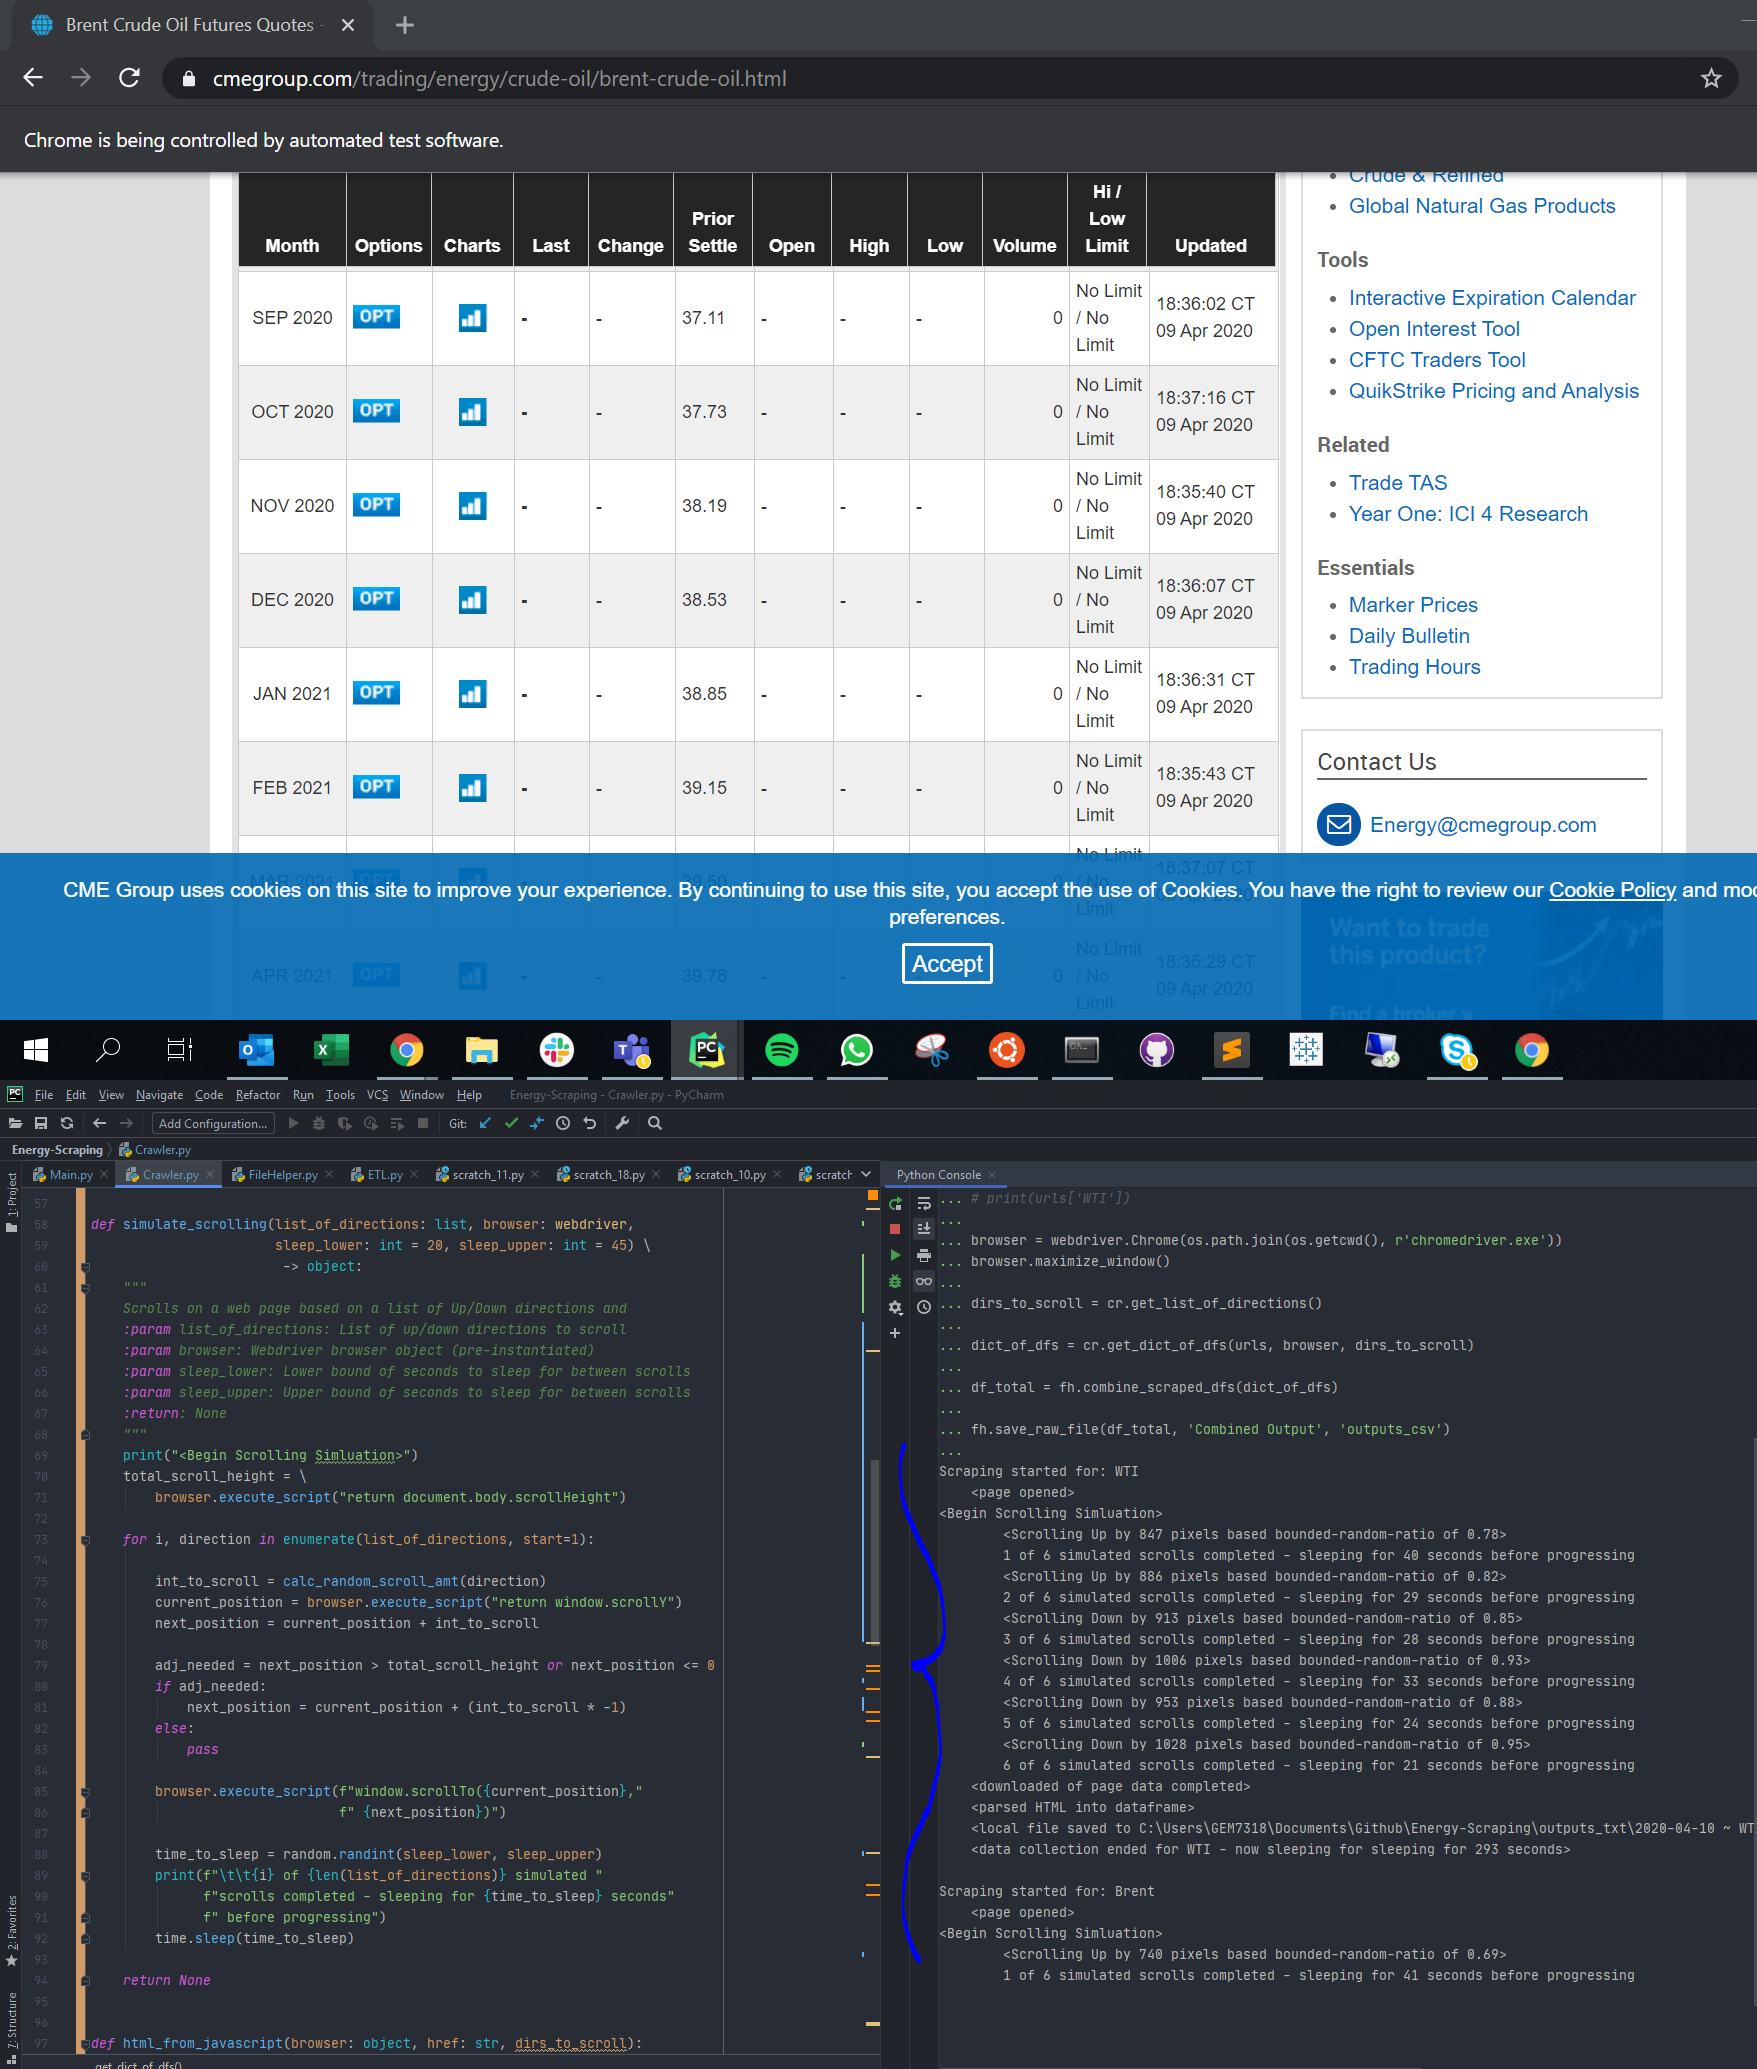 Brent Crude Oil Futures Quotes -
cmegroup.com/trading/energy/crude-oil/brent-crude-oil.html
Chrome is being controlled by automated test software.
Month Options Charts Last Change Prior Settle Open High Low Volume Hi / Low Limit Updated
SEP 2020 OPT - - 37.11 - - - 0 No Limit / No Limit 18:36:02 CT 09 Apr 2020
OCT 2020 OPT - - 37.73 - - - 0 No Limit / No Limit 18:37:16 CT 09 Apr 2020
NOV 2020 OPT - - 38.19 - - - 0 No Limit / No Limit 18:35:40 CT 09 Apr 2020
DEC 2020 OPT - - 38.53 - - - 0 No Limit / No Limit 18:36:07 CT 09 Apr 2020
JAN 2021 OPT - - 38.85 - - - 0 No Limit / No Limit 18:36:31 CT 09 Apr 2020
FEB 2021 OPT - - 39.15 - - - 0 No Limit / No Limit 18:35:43 CT 09 Apr 2020
MAR 2021 OPT 39.50 0 No Limit / No Limit 18:37:07 CT
APR 2021 OPT - - 39.78 - - - 0 No Limit / No Limit 18:35:29 CT 09 Apr 2020
Crude & Refined
Global Natural Gas Products
Tools
Interactive Expiration Calendar
Open Interest Tool
CFTC Traders Tool
QuikStrike Pricing and Analysis
Related
Trade TAS
Year One: ICI 4 Research
Essentials
Marker Prices
Daily Bulletin
Trading Hours
Contact Us
Energy@cmegroup.com
Want to trade
this product?
Find a broker »
CME Group uses cookies on this site to improve your experience. By continuing to use this site, you accept the use of Cookies. You have the right to review our Cookie Policy and
preferences.
Accept
File Edit View Navigate Code Refactor Run Tools VCS Window Help Energy-Scraping - Crawler.py - PyCharm
Add Configuration... Git:
Energy-Scraping Crawler.py
Main.py Crawler.py FileHelper.py ETL.py scratch_11.py scratch_18.py scratch_10.py scratch
1: Project
2: Favorites
7: Structure
57
58 def simulate_scrolling(list_of_directions: list, browser: webdriver,
59 sleep_lower: int = 20, sleep_upper: int = 45) \
60 -> object:
61 """
62 Scrolls on a web page based on a list of Up/Down directions and
63 :param list_of_directions: List of up/down directions to scroll
64 :param browser: Webdriver browser object (pre-instantiated)
65 :param sleep_lower: Lower bound of seconds to sleep for between scrolls
66 :param sleep_upper: Upper bound of seconds to sleep for between scrolls
67 :return: None
68 """
69 print("<Begin Scrolling Simluation>")
70 total_scroll_height = \
71 browser.execute_script("return document.body.scrollHeight")
72
73 for i, direction in enumerate(list_of_directions, start=1):
74
75 int_to_scroll = calc_random_scroll_amt(direction)
76 current_position = browser.execute_script("return window.scrollY")
77 next_position = current_position + int_to_scroll
78
79 adj_needed = next_position > total_scroll_height or next_position <= 0
80 if adj_needed:
81 next_position = current_position + (int_to_scroll * -1)
82 else:
83 pass
84
85 browser.execute_script(f"window.scrollTo({current_position},"
86 f" {next_position})")
87
88 time_to_sleep = random.randint(sleep_lower, sleep_upper)
89 print(f"\t\t{i} of {len(list_of_directions)} simulated "
90 f"scrolls completed - sleeping for {time_to_sleep} seconds"
91 f" before progressing")
92 time.sleep(time_to_sleep)
93
94 return None
95
96
97 def html_from_javascript(browser: object, href: str, dirs_to_scroll):
get_dict_of_dfs()
Python Console
... # print(urls['WTI'])
...
... browser = webdriver.Chrome(os.path.join(os.getcwd(), r'chromedriver.exe'))
... browser.maximize_window()
...
... dirs_to_scroll = cr.get_list_of_directions()
...
... dict_of_dfs = cr.get_dict_of_dfs(urls, browser, dirs_to_scroll)
...
... df_total = fh.combine_scraped_dfs(dict_of_dfs)
...
... fh.save_raw_file(df_total, 'Combined Output', 'outputs_csv')
...
Scraping started for: WTI
<page opened>
<Begin Scrolling Simluation>
<Scrolling Up by 847 pixels based bounded-random-ratio of 0.78>
1 of 6 simulated scrolls completed - sleeping for 40 seconds before progressing
<Scrolling Up by 886 pixels based bounded-random-ratio of 0.82>
2 of 6 simulated scrolls completed - sleeping for 29 seconds before progressing
<Scrolling Down by 913 pixels based bounded-random-ratio of 0.85>
3 of 6 simulated scrolls completed - sleeping for 28 seconds before progressing
<Scrolling Down by 1006 pixels based bounded-random-ratio of 0.93>
4 of 6 simulated scrolls completed - sleeping for 33 seconds before progressing
<Scrolling Down by 953 pixels based bounded-random-ratio of 0.88>
5 of 6 simulated scrolls completed - sleeping for 24 seconds before progressing
<Scrolling Down by 1028 pixels based bounded-random-ratio of 0.95>
6 of 6 simulated scrolls completed - sleeping for 21 seconds before progressing
<downloaded of page data completed>
<parsed HTML into dataframe>
<local file saved to C:\Users\GEM7318\Documents\Github\Energy-Scraping\outputs_txt\2020-04-10 ~ WT
<data collection ended for WTI - now sleeping for sleeping for 293 seconds>
Scraping started for: Brent
<page opened>
<Begin Scrolling Simluation>
<Scrolling Up by 740 pixels based bounded-random-ratio of 0.69>
1 of 6 simulated scrolls completed - sleeping for 41 seconds before progressing